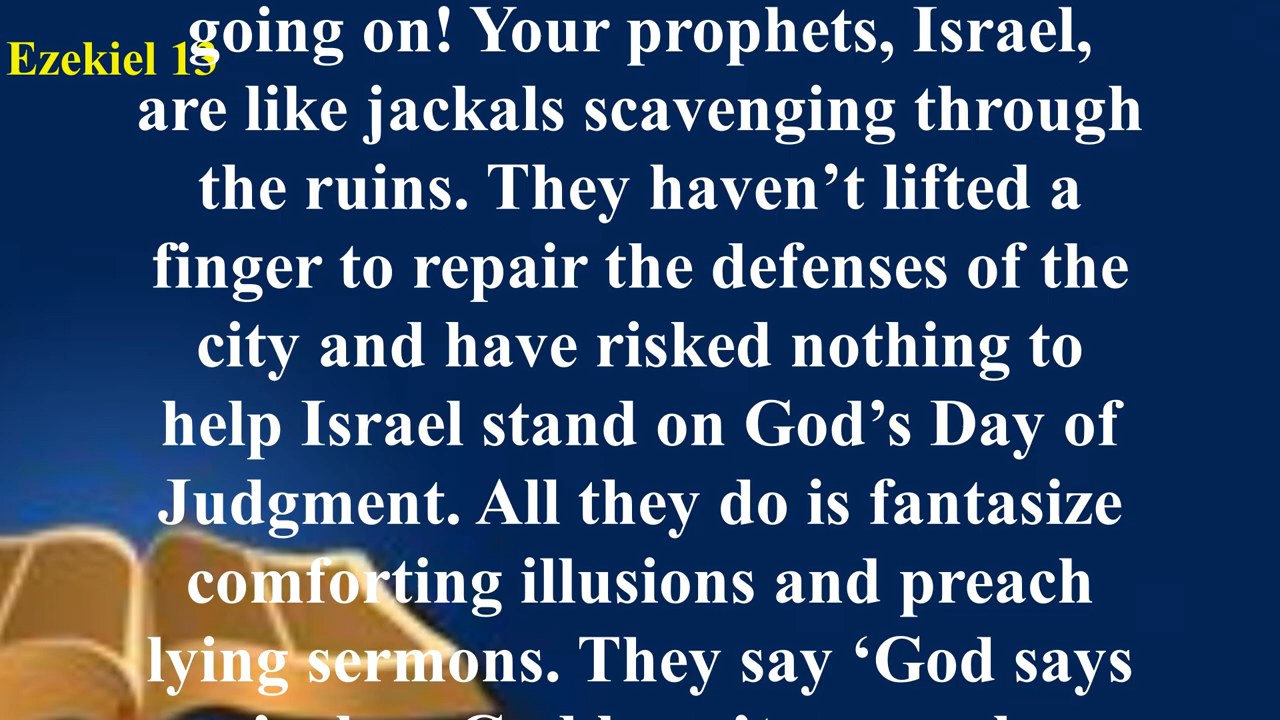 going on! Your prophets, Israel,
Ezekiel 13
are like jackals scavenging through
the ruins. They haven’t lifted a
finger to repair the defenses of the
city and have risked nothing to
help Israel stand on God’s Day of
Judgment. All they do is fantasize
comforting illusions and preach
lying sermons. They say ‘God says